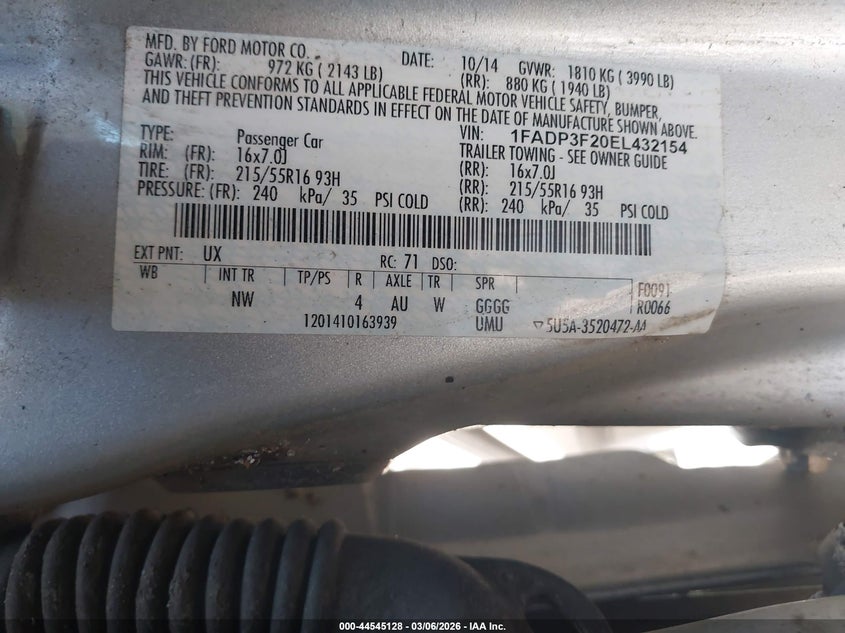 MFD. BY FORD MOTOR CO. DATE: 10/14 GVWR: 1810 KG ( 3990 LB)
GAWR: (FR): 972 KG ( 2143 LB) (RR): 880 KG ( 1940 LB)
THIS VEHICLE CONFORMS TO ALL APPLICABLE FEDERAL MOTOR VEHICLE SAFETY, BUMPER,
AND THEFT PREVENTION STANDARDS IN EFFECT ON THE DATE OF MANUFACTURE SHOWN ABOVE.
TYPE: Passenger Car VIN: 1FADP3F20EL432154
RIM: (FR): 16x7.0J TRAILER TOWING - SEE OWNER GUIDE
(RR): 16x7.0J
TIRE: (FR): 215/55R16 93H (RR): 215/55R16 93H
PRESSURE: (FR): 240 kPa/ 35 PSI COLD (RR): 240 kPa/ 35 PSI COLD
EXT PNT: UX RC: 71 DSO:
WB INT TR TP/PS R AXLE TR SPR F0091
NW 4 AU W GGGG R0066
1201410163939 UMU ▽5U5A-3520472-AA
000-44545128 - 03/06/2026 - IAA Inc.